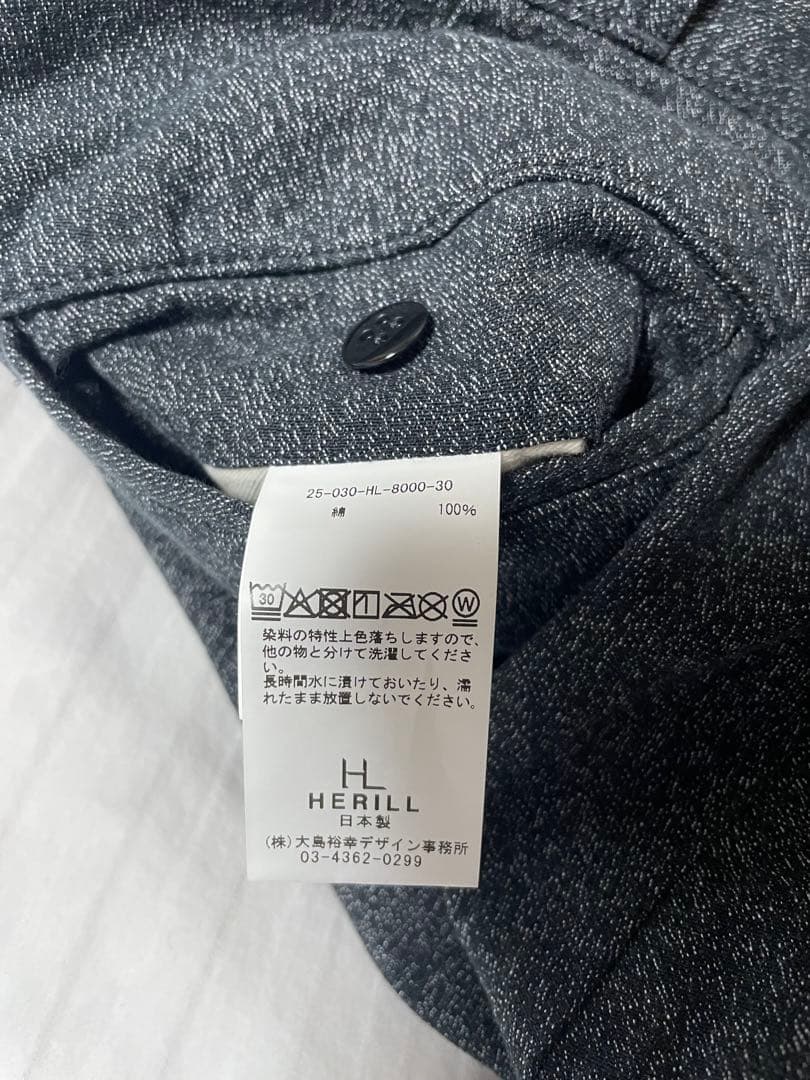 25-030-HL-8000-30
綿 100%
30 W
染料の特性上色落ちしますので、
他の物と分けて洗濯してくださ
い。
長時間水に漬けておいたり、濡
れたまま放置しないでください。
HL
HERILL
日本製
(株)大島裕幸デザイン事務所
03-4362-0299